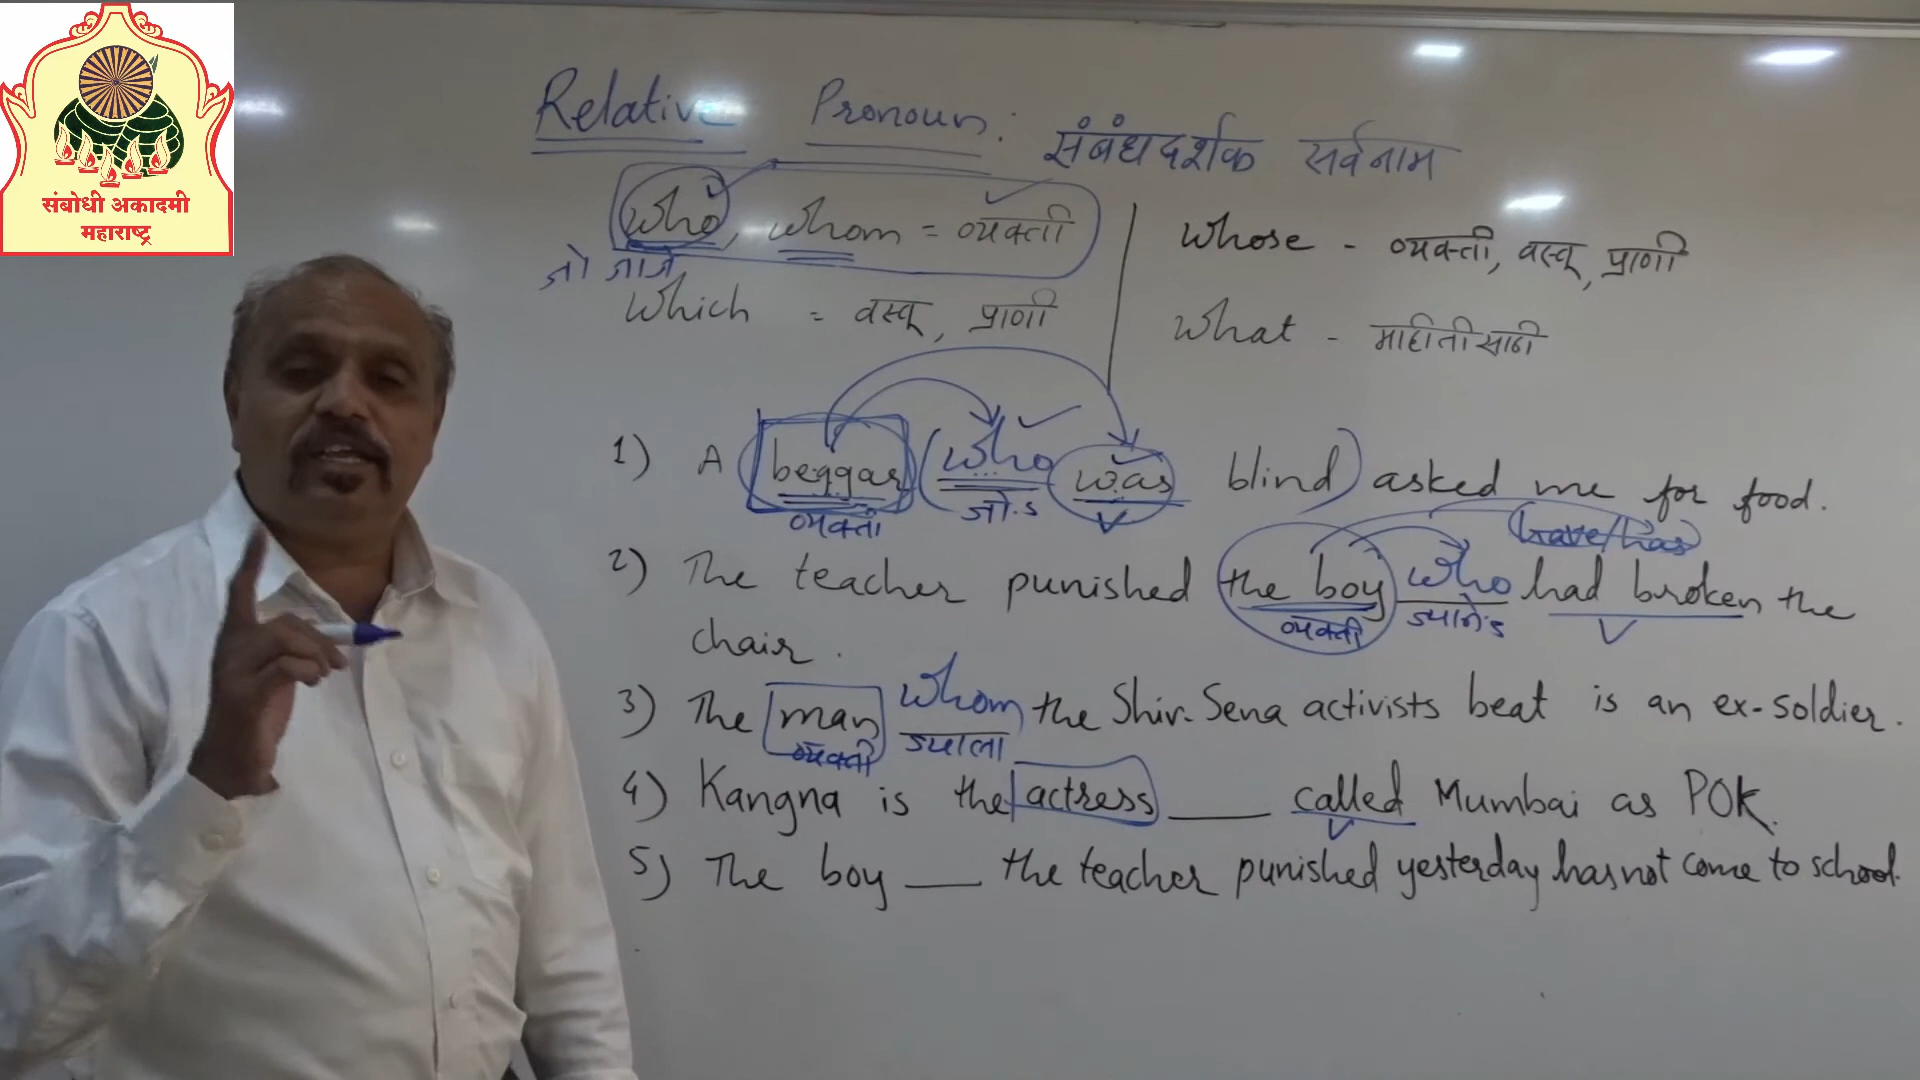 संबोधी अकादमी
महाराष्ट्र
Relative Pronoun: संबंधदर्शक सर्वनाम
who, whom = व्यक्ती
जो ज्याने
which = वस्तू, प्राणी
whose - व्यक्ती, वस्तू, प्राणी
what - माहितीसाठी
1) A beggar who was blind asked me for food.
व्यक्ती जो
have/has
2) The teacher punished the boy who had broken the
व्यक्ती ज्याने
chair.
3) The man whom the Shiv-Sena activists beat is an ex-soldier.
व्यक्ती ज्याला
4) Kangna is the actress ____ called Mumbai as POK.
5) The boy ____ the teacher punished yesterday has not come to school.